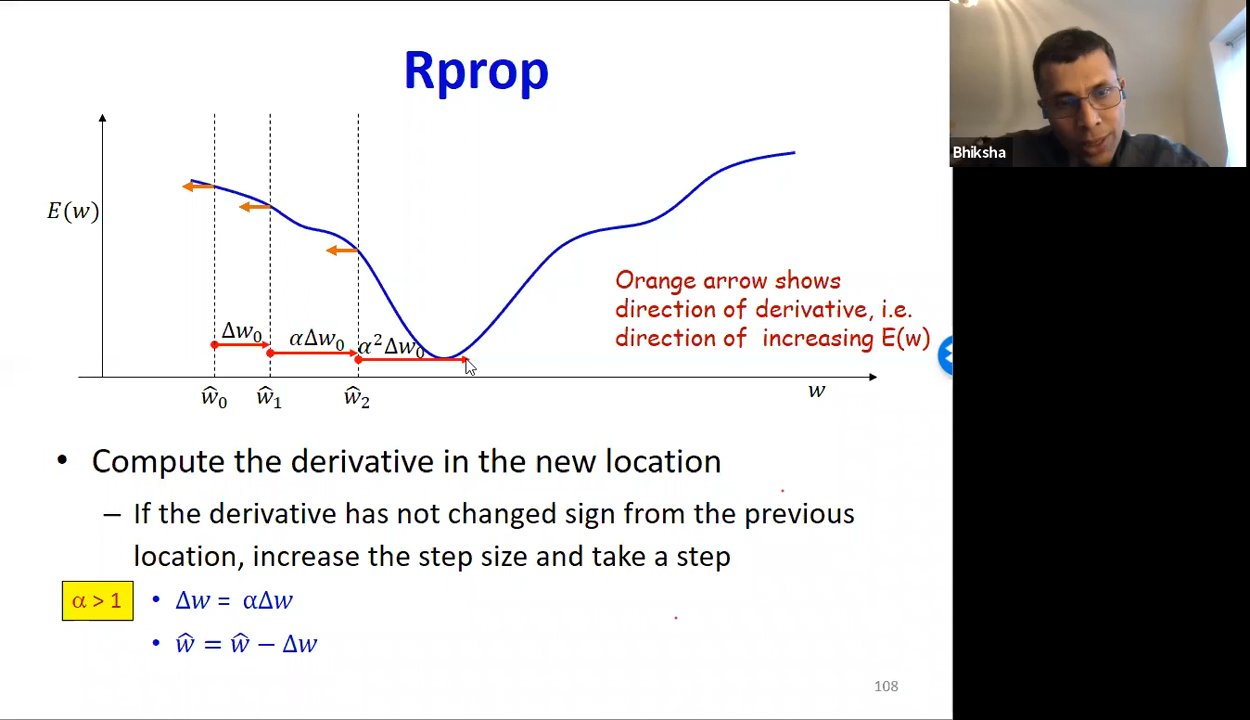 Rprop
Bhiksha
E(w)
Orange arrow shows
direction of derivative, i.e.
direction of increasing E(w)
Δw₀ αΔw₀ α²Δw₀
ŵ₀ ŵ₁ ŵ₂ w
• Compute the derivative in the new location
– If the derivative has not changed sign from the previous
location, increase the step size and take a step
α > 1 • Δw = αΔw
• ŵ = ŵ − Δw
108